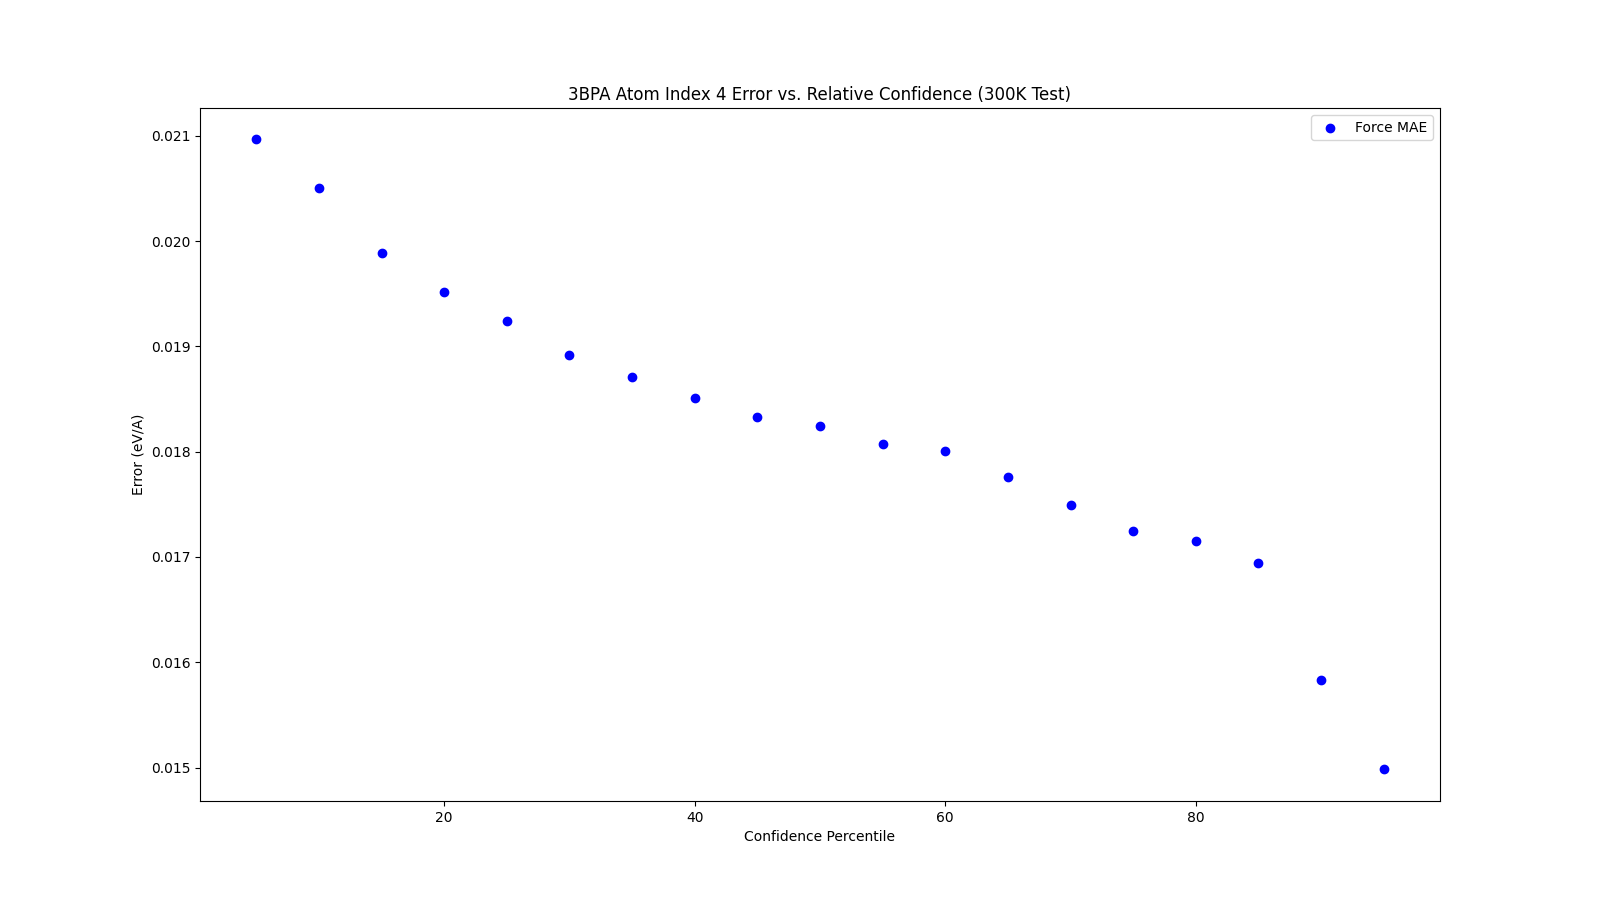 3BPA Atom Index 4 Error vs. Relative Confidence (300K Test)
Force MAE
0.021
0.020
0.019
0.018
0.017
0.016
0.015
Error (eV/A)
20 40 60 80
Confidence Percentile